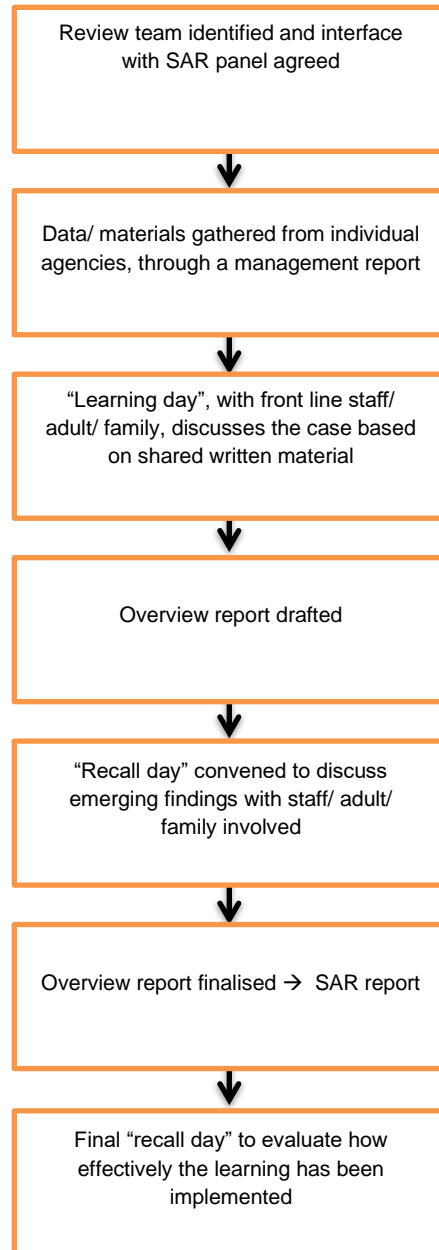 Review team identified and interface
with SAR panel agreed
Data/ materials gathered from individual
agencies, through a management report
“Learning day”, with front line staff/
adult/ family, discusses the case based
on shared written material
Overview report drafted
“Recall day” convened to discuss
emerging findings with staff/ adult/
family involved
Overview report finalised → SAR report
Final “recall day” to evaluate how
effectively the learning has been
implemented